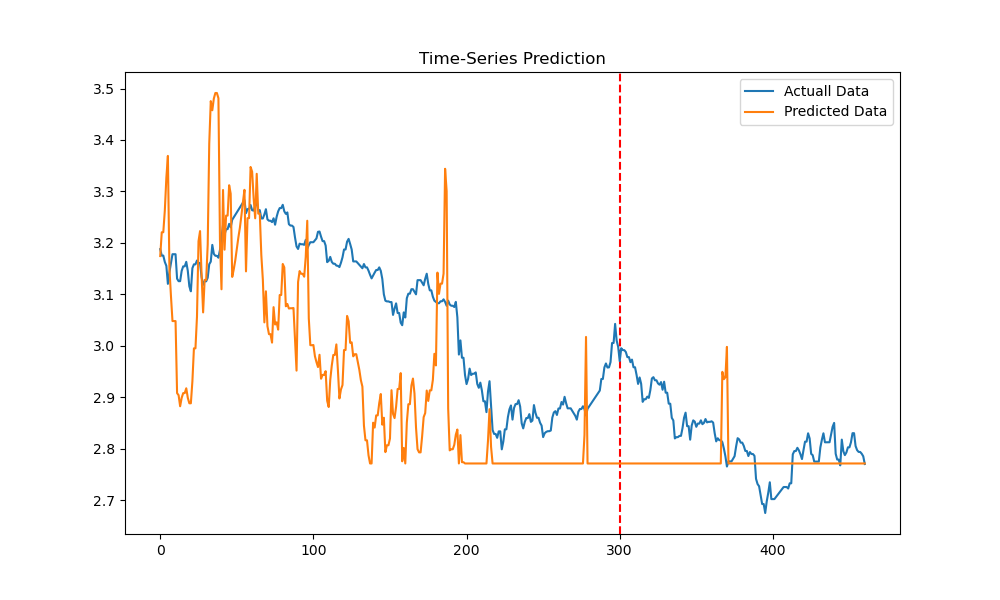 Time-Series Prediction
Actuall Data
Predicted Data
3.5
3.4
3.3
3.2
3.1
3.0
2.9
2.8
2.7
0 100 200 300 400